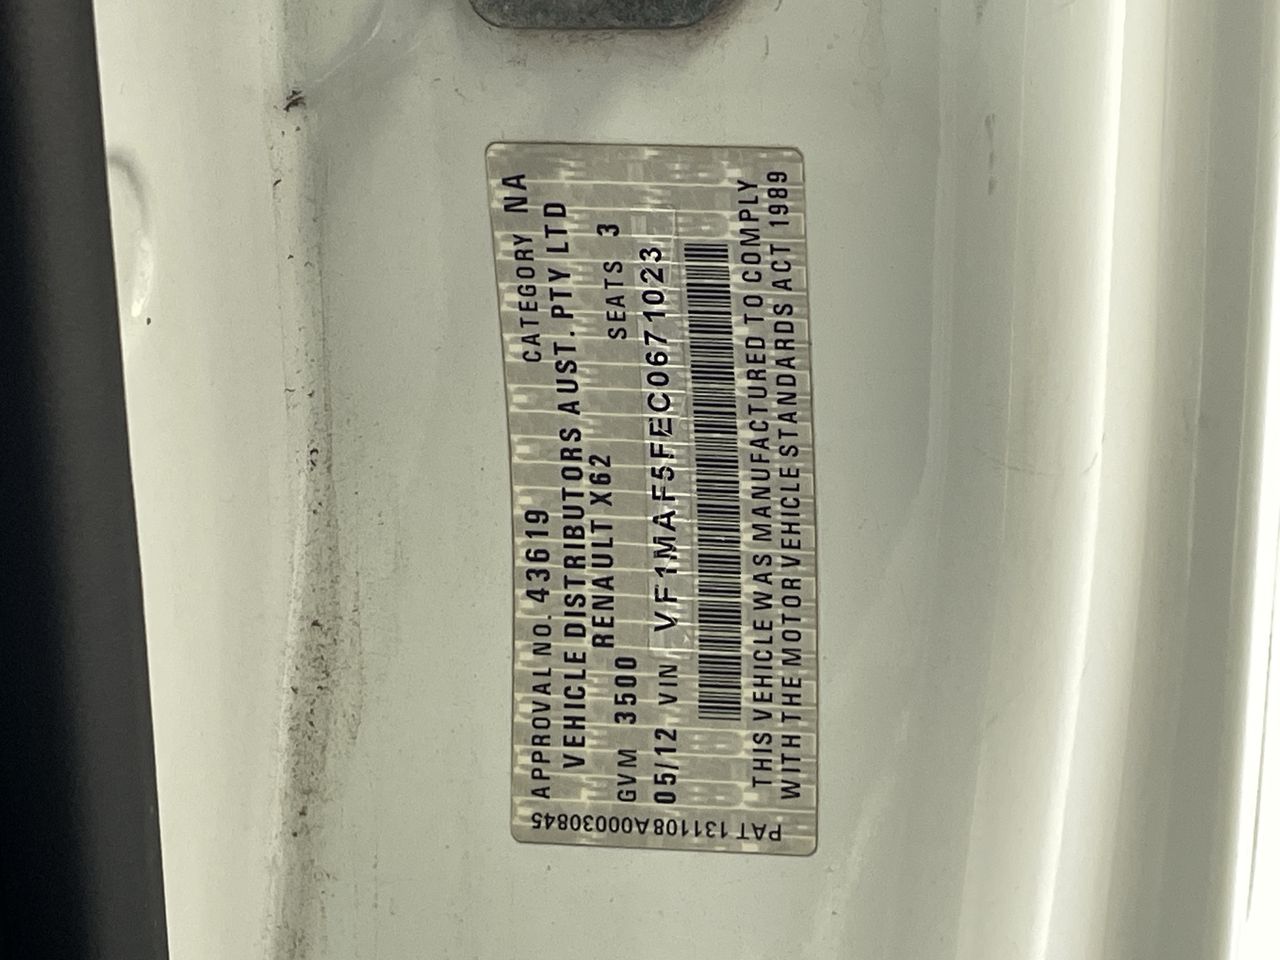 APPROVAL NO. 43619 CATEGORY NA
VEHICLE DISTRIBUTORS AUST. PTY LTD
RENAULT X62
GVM 3500 SEATS 3
05/12 VIN VF1MAF5FEC0671023
THIS VEHICLE WAS MANUFACTURED TO COMPLY
WITH THE MOTOR VEHICLE STANDARDS ACT 1989
PAT 131108A00030845